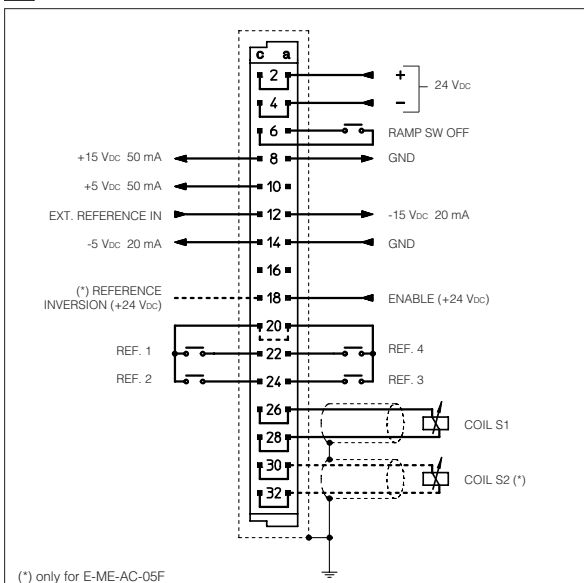 c a
2 + 24 VDC
4 −
6 RAMP SW OFF
+15 VDC 50 mA 8 GND
+5 VDC 50 mA 10
EXT. REFERENCE IN 12 -15 VDC 20 mA
-5 VDC 20 mA 14 GND
16
(*) REFERENCE
INVERSION (+24 VDC) 18 ENABLE (+24 VDC)
20
REF. 1 22 REF. 4
REF. 2 24 REF. 3
26 COIL S1
28
30 COIL S2 (*)
32
(*) only for E-ME-AC-05F